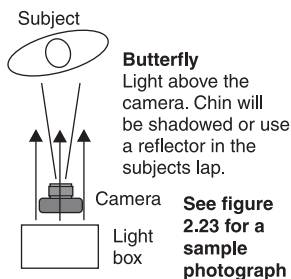 Subject
Butterfly
Light above the
camera. Chin will
be shadowed or use
a reflector in the
subjects lap.
Camera
Light
box
See figure
2.23 for a
sample
photograph